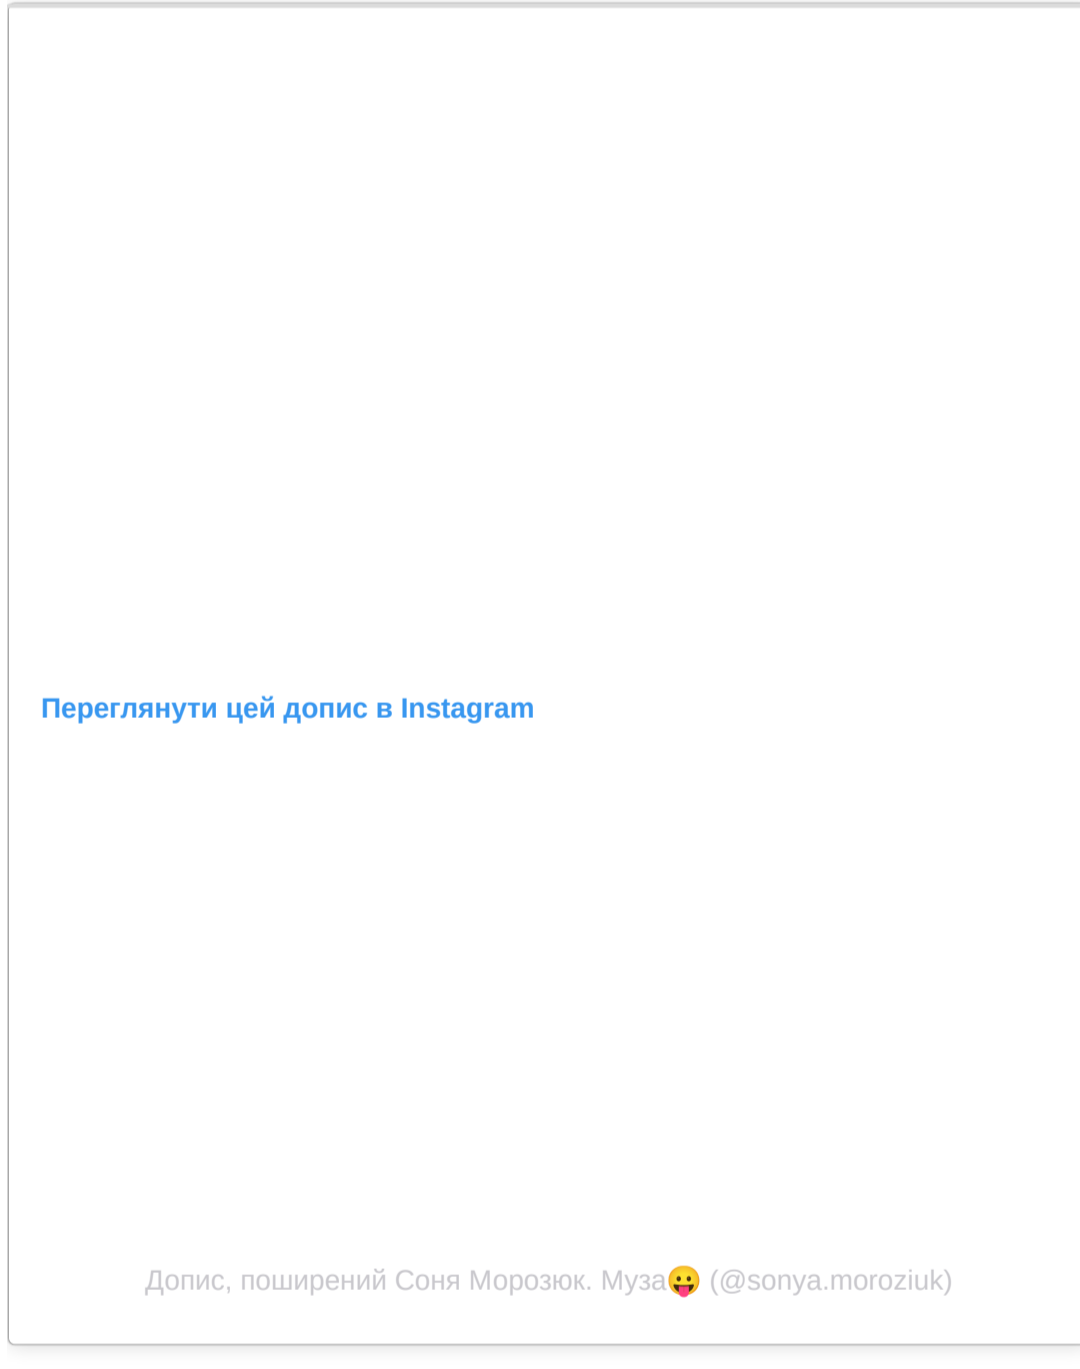 Переглянути цей допис в Instagram
Допис, поширений Соня Морозюк. Муза😛 (@sonya.moroziuk)